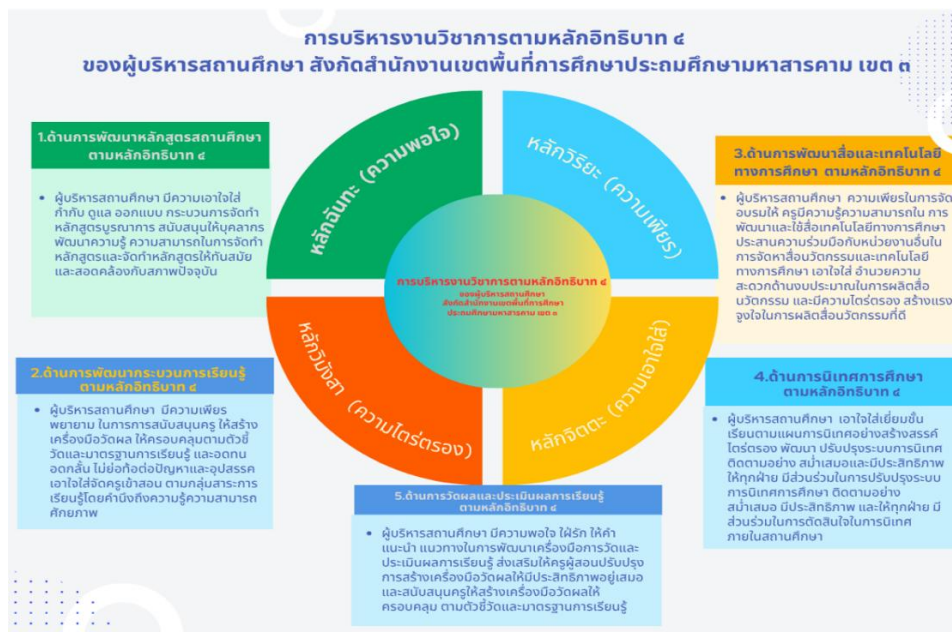 การบริหารงานวิชาการตามหลักอิทธิบาท ๔
ของผู้บริหารสถานศึกษา สังกัดสำนักงานเขตพื้นที่การศึกษาประถมศึกษามหาสารคาม เขต ๓
1.ด้านการพัฒนาหลักสูตรสถานศึกษา
ตามหลักอิทธิบาท ๔
• ผู้บริหารสถานศึกษา มีความเอาใจใส่
กำกับ ดูแล ออกแบบ กระบวนการจัดทำ
หลักสูตรบูรณาการ สนับสนุนให้บุคลากร
พัฒนาความรู้ ความสามารถในการจัดทำ
หลักสูตรและจัดทำหลักสูตรให้ทันสมัย
และสอดคล้องกับสภาพปัจจุบัน
2.ด้านการพัฒนากระบวนการเรียนรู้
ตามหลักอิทธิบาท ๔
• ผู้บริหารสถานศึกษา มีความเพียร
พยายาม ในการการสนับสนุนครู ให้สร้าง
เครื่องมือวัดผล ให้ครอบคลุมตามตัวชี้
วัดและมาตรฐานการเรียนรู้ และอดทน
อดกลั้น ไม่ย่อท้อต่อปัญหาและอุปสรรค
เอาใจใส่จัดครูเข้าสอน ตามกลุ่มสาระการ
เรียนรู้โดยคำนึงถึงความรู้ความสามารถ
ศักยภาพ
หลักฉันทะ (ความพอใจ)
หลักวิริยะ (ความเพียร)
การบริหารงานวิชาการตามหลักอิทธิบาท ๔
ของผู้บริหารสถานศึกษา
สังกัดสำนักงานเขตพื้นที่การศึกษา
ประถมศึกษามหาสารคาม เขต ๓
หลักวิมังสา (ความไตร่ตรอง)
หลักจิตตะ (ความเอาใจใส่)
3.ด้านการพัฒนาสื่อและเทคโนโลยี
ทางการศึกษา ตามหลักอิทธิบาท ๔
• ผู้บริหารสถานศึกษา ความเพียรในการจัด
อบรมให้ ครูมีความรู้ความสามารถใน การ
พัฒนาและใช้สื่อเทคโนโลยีทางการศึกษา
ประสานความร่วมมือกับหน่วยงานอื่นใน
การจัดหาสื่อนวัตกรรมและเทคโนโลยี
ทางการศึกษา เอาใจใส่ อำนวยความ
สะดวกด้านงบประมาณในการผลิตสื่อ
นวัตกรรม และมีความไตร่ตรอง สร้างแรง
จูงใจในการผลิตสื่อนวัตกรรมที่ดี
4.ด้านการนิเทศการศึกษา
ตามหลักอิทธิบาท ๔
• ผู้บริหารสถานศึกษา เอาใจใส่เยี่ยมชั้น
เรียนตามแผนการนิเทศอย่างสร้างสรรค์
ไตร่ตรอง พัฒนา ปรับปรุงระบบการนิเทศ
ติดตามอย่าง สม่ำเสมอและมีประสิทธิภาพ
ให้ทุกฝ่าย มีส่วนร่วมในการปรับปรุงระบบ
การนิเทศการศึกษา ติดตามอย่าง
สม่ำเสมอ มีประสิทธิภาพ และให้ทุกฝ่าย มี
ส่วนร่วมในการตัดสินใจในการนิเทศ
ภายในสถานศึกษา
5.ด้านการวัดผลและประเมินผลการเรียนรู้
ตามหลักอิทธิบาท ๔
• ผู้บริหารสถานศึกษา มีความพอใจ ใฝ่รัก ให้คำ
แนะนำ แนวทางในการพัฒนาเครื่องมือการวัดและ
ประเมินผลการเรียนรู้ ส่งเสริมให้ครูผู้สอนปรับปรุง
การสร้างเครื่องมือวัดผลให้มีประสิทธิภาพอยู่เสมอ
และสนับสนุนครูให้สร้างเครื่องมือวัดผลให้
ครอบคลุม ตามตัวชี้วัดและมาตรฐานการเรียนรู้